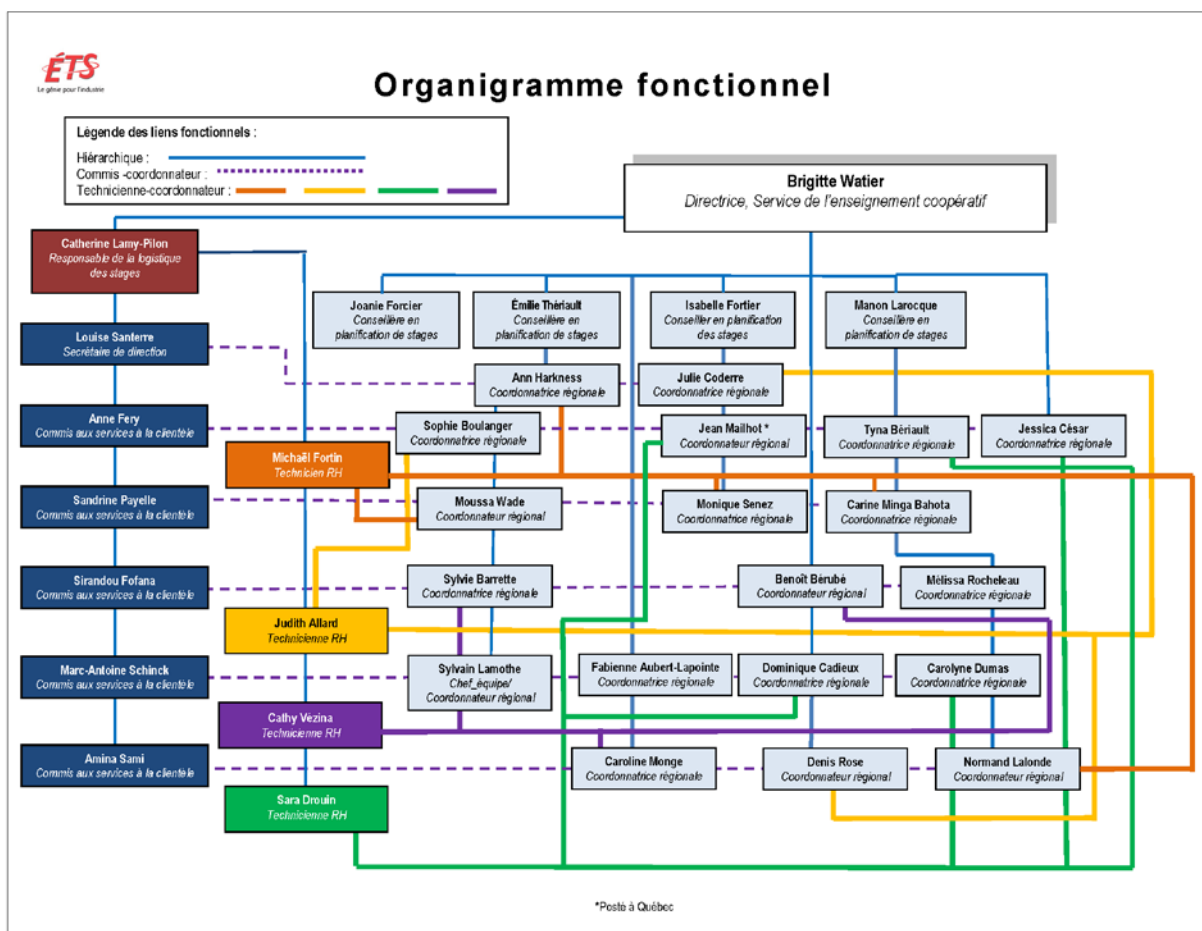 ÉTS
Le génie pour l'industrie
Organigramme fonctionnel
Légende des liens fonctionnels :
Hiérarchique :
Commis -coordonnateur :
Technicienne-coordonnateur :
Brigitte Watier
Directrice, Service de l'enseignement coopératif
Catherine Lamy-Pilon
Responsable de la logistique
des stages
Joanie Forcier
Conseillère en
planification de stages
Émilie Thériault
Conseillère en
planification de stages
Isabelle Fortier
Conseiller en planification
des stages
Manon Larocque
Conseillère en
planification de stages
Louise Santerre
Secrétaire de direction
Ann Harkness
Coordonnatrice régionale
Julie Coderre
Coordonnatrice régionale
Anne Fery
Commis aux services à la clientèle
Sophie Boulanger
Coordonnatrice régionale
Jean Mailhot *
Coordonnateur régional
Tyna Bériault
Coordonnatrice régionale
Jessica César
Coordonnatrice régionale
Michaël Fortin
Technicien RH
Sandrine Payelle
Commis aux services à la clientèle
Moussa Wade
Coordonnateur régional
Monique Senez
Coordonnatrice régionale
Carine Minga Bahota
Coordonnatrice régionale
Sirandou Fofana
Commis aux services à la clientèle
Sylvie Barrette
Coordonnatrice régionale
Benoît Bérubé
Coordonnateur régional
Mélissa Rocheleau
Coordonnatrice régionale
Judith Allard
Technicienne RH
Marc-Antoine Schinck
Commis aux services à la clientèle
Sylvain Lamothe
Chef_équipe/
Coordonnateur régional
Fabienne Aubert-Lapointe
Coordonnatrice régionale
Dominique Cadieux
Coordonnatrice régionale
Carolyne Dumas
Coordonnatrice régionale
Cathy Vézina
Technicienne RH
Amina Sami
Commis aux services à la clientèle
Caroline Monge
Coordonnatrice régionale
Denis Rose
Coordonnateur régional
Normand Lalonde
Coordonnateur régional
Sara Drouin
Technicienne RH
*Posté à Québec